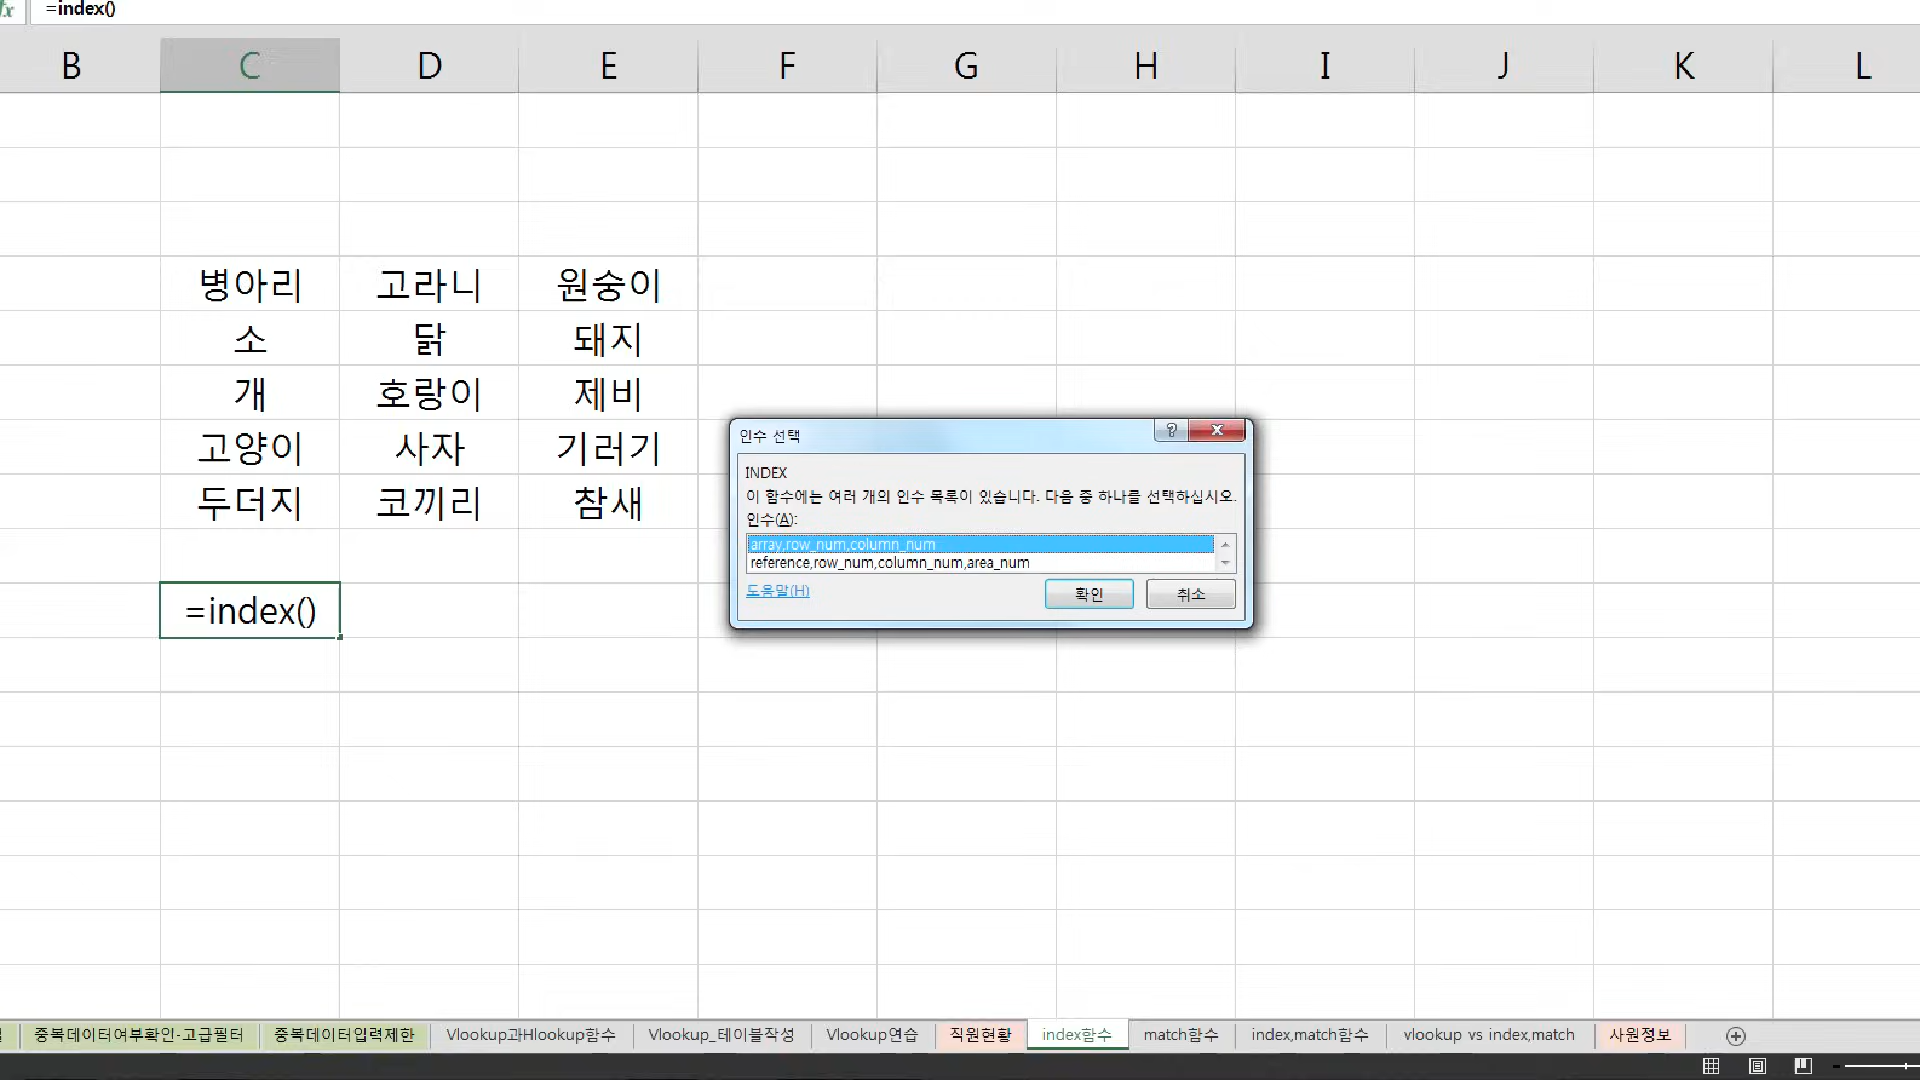 fx =index()
B C D E F G H I J K L
병아리 고라니 원숭이
소 닭 돼지
개 호랑이 제비
고양이 사자 기러기
두더지 코끼리 참새
=index()
인수 선택
INDEX
이 함수에는 여러 개의 인수 목록이 있습니다. 다음 중 하나를 선택하십시오.
인수(A):
array,row_num,column_num
reference,row_num,column_num,area_num
도움말(H) 확인 취소
중복데이터여부확인-고급필터 중복데이터입력제한 Vlookup과Hlookup함수 Vlookup_테이블작성 Vlookup연습 직원현황 index함수 match함수 index,match함수 vlookup vs index,match 사원정보